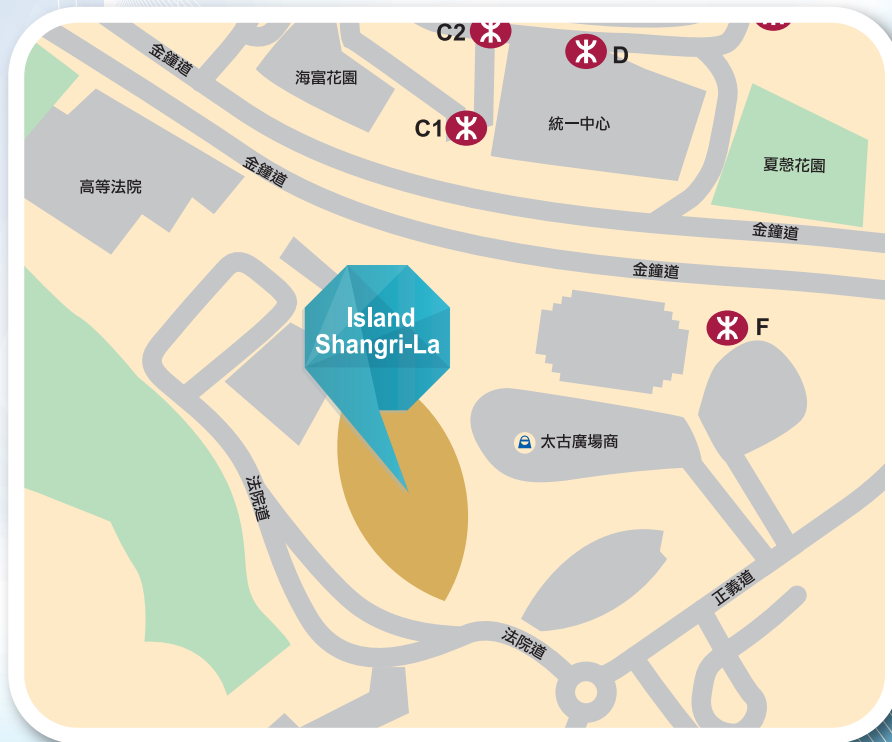 C2
D
金鐘道
海富花園
C1
統一中心
夏慤花園
高等法院
金鐘道
金鐘道
金鐘道
Island
Shangri-La
F
太古廣場商
法院道
正義道
法院道